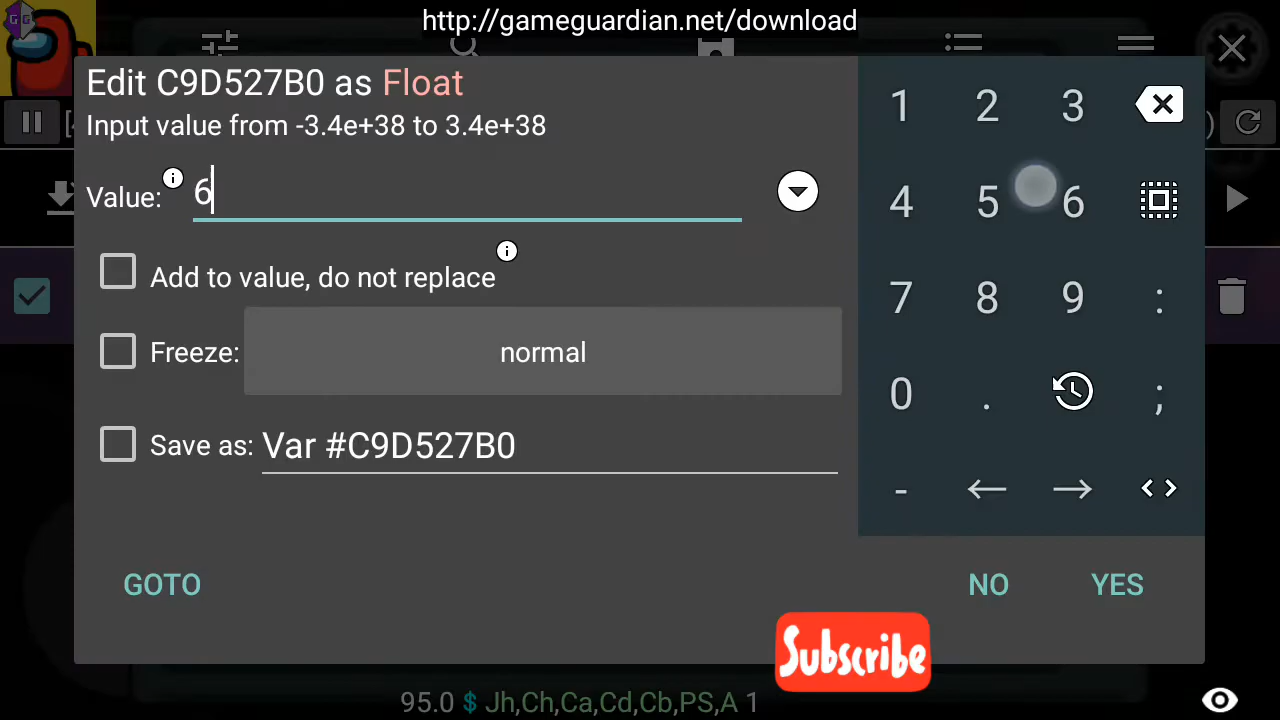 http://gameguardian.net/download
Edit C9D527B0 as Float
Input value from -3.4e+38 to 3.4e+38
Value: 6
Add to value, do not replace
Freeze: normal
Save as: Var #C9D527B0
GOTO
NO
YES
1 2 3
4 5 6
7 8 9 :
0 . ;
- ← → < >
Subscribe
95.0 $ Jh,Ch,Ca,Cd,Cb,PS,A 1